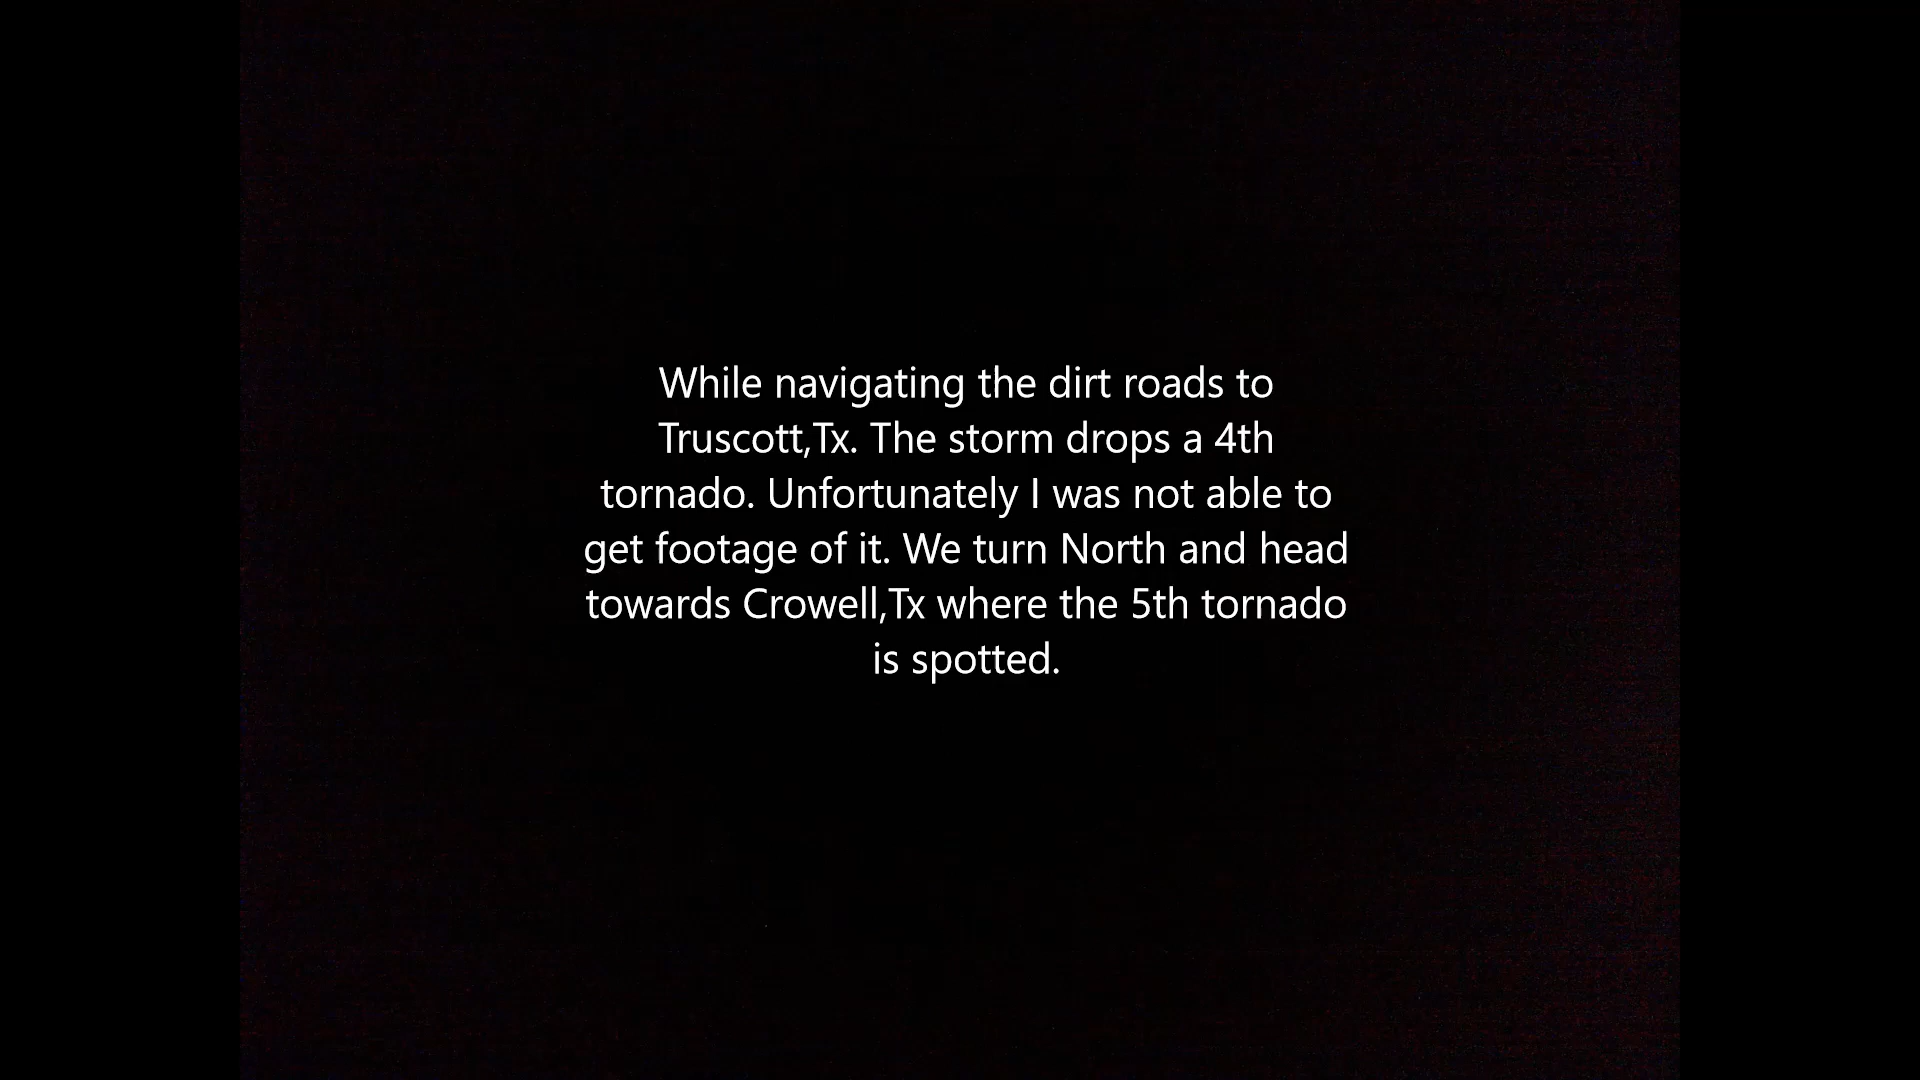 While navigating the dirt roads to
Truscott,Tx. The storm drops a 4th
tornado. Unfortunately I was not able to
get footage of it. We turn North and head
towards Crowell,Tx where the 5th tornado
is spotted.